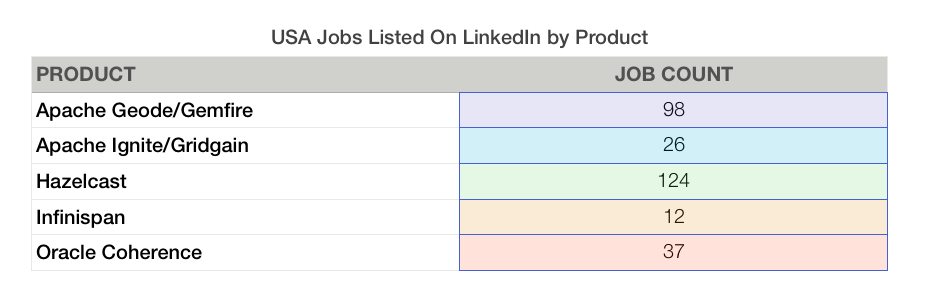 USA Jobs Listed On LinkedIn by Product
PRODUCT JOB COUNT
Apache Geode/Gemfire 98
Apache Ignite/Gridgain 26
Hazelcast 124
Infinispan 12
Oracle Coherence 37